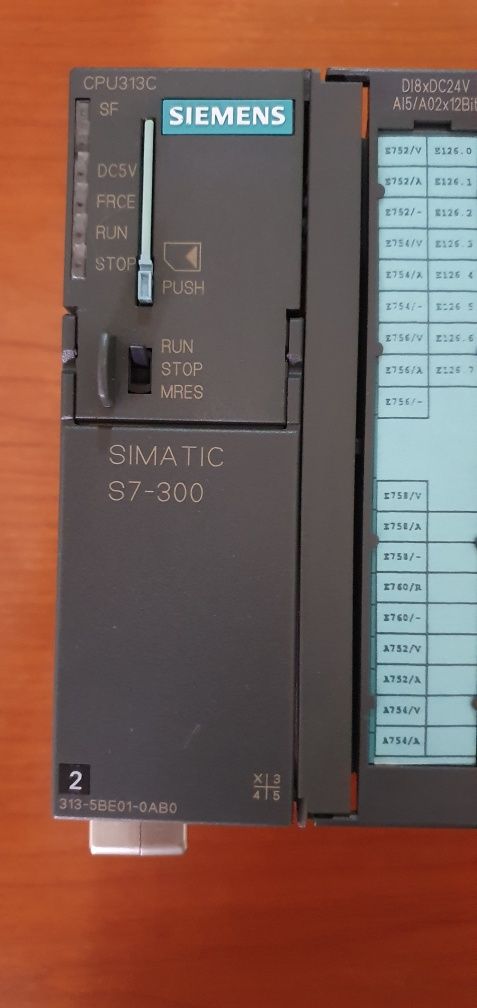 CPU313C
SF
SIEMENS
DC5V
FRCE
RUN
STOP
PUSH
RUN
STOP
MRES
SIMATIC
S7-300
2
X 3
4 5
313-5BE01-0AB0
DI8xDC24V
AI5/AO2x12Bit
E752/V E126.0
E752/A E126.1
E752/- E126.2
E754/V E126.3
E754/A E126.4
E754/- E126.5
E756/V E126.6
E756/A E126.7
E756/-
E758/V
E758/A
E758/-
E760/R
E760/-
A752/V
A752/A
A754/V
A754/A